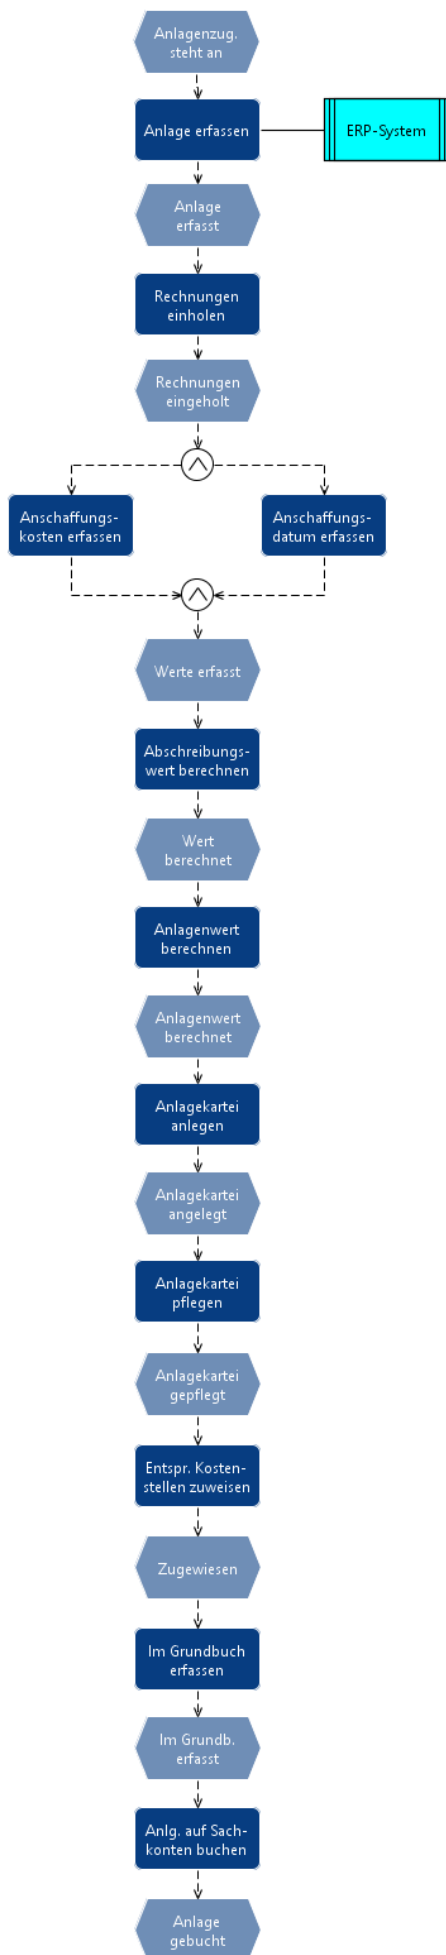 Anlagenzug.
steht an
Anlage erfassen
ERP-System
Anlage
erfasst
Rechnungen
einholen
Rechnungen
eingeholt
Anschaffungs-
kosten erfassen
Anschaffungs-
datum erfassen
Werte erfasst
Abschreibungs-
wert berechnen
Wert
berechnet
Anlagenwert
berechnen
Anlagenwert
berechnet
Anlagekartei
anlegen
Anlagekartei
angelegt
Anlagekartei
pflegen
Anlagekartei
gepflegt
Entspr. Kosten-
stellen zuweisen
Zugewiesen
Im Grundbuch
erfassen
Im Grundb.
erfasst
Anlg. auf Sach-
konten buchen
Anlage
gebucht